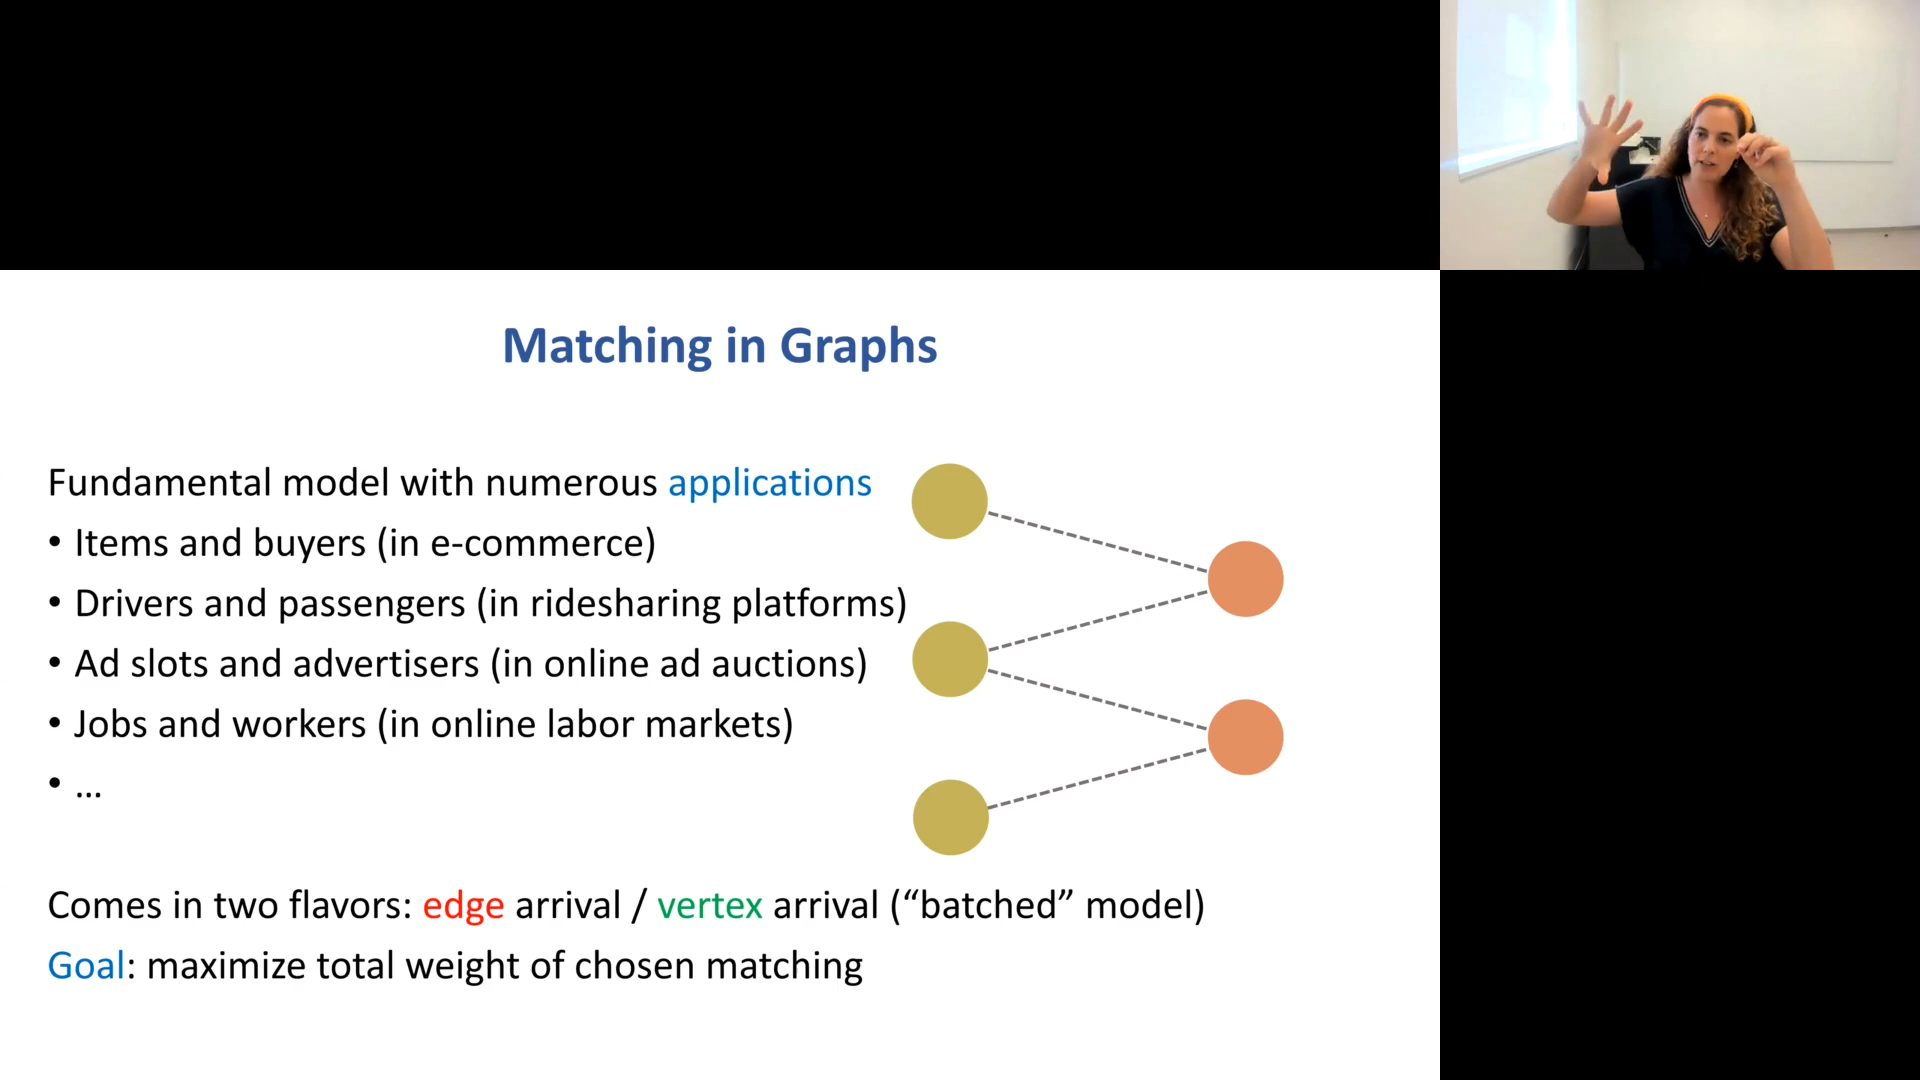 Matching in Graphs
Fundamental model with numerous applications
• Items and buyers (in e-commerce)
• Drivers and passengers (in ridesharing platforms)
• Ad slots and advertisers (in online ad auctions)
• Jobs and workers (in online labor markets)
• ...
Comes in two flavors: edge arrival / vertex arrival (“batched” model)
Goal: maximize total weight of chosen matching